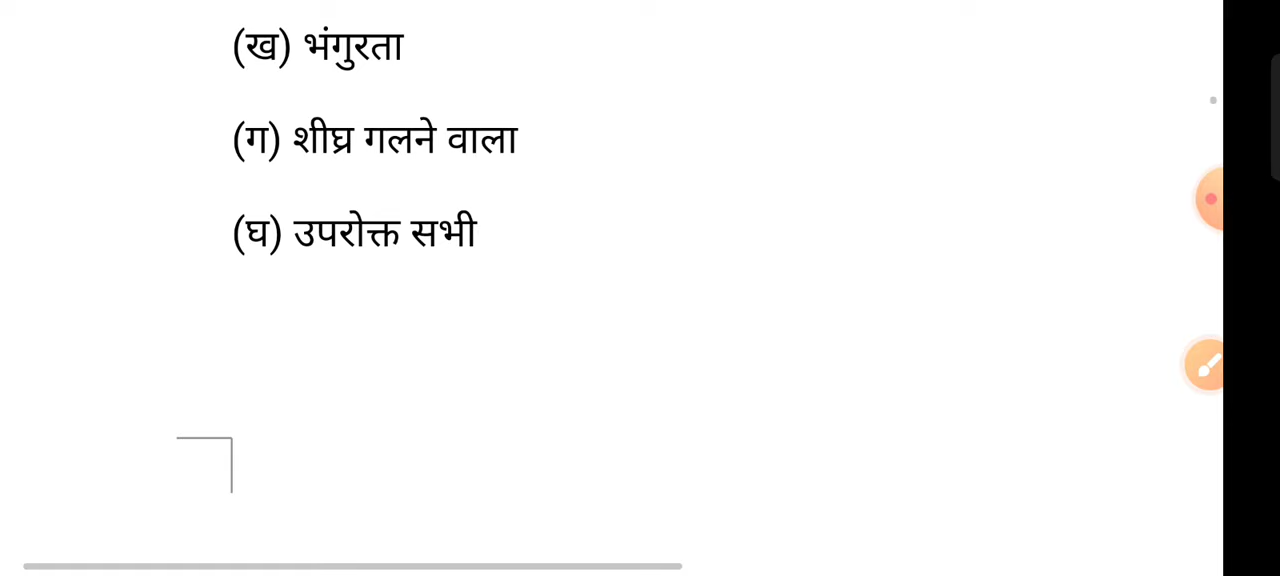 (ख) भंगुरता
(ग) शीघ्र गलने वाला
(घ) उपरोक्त सभी